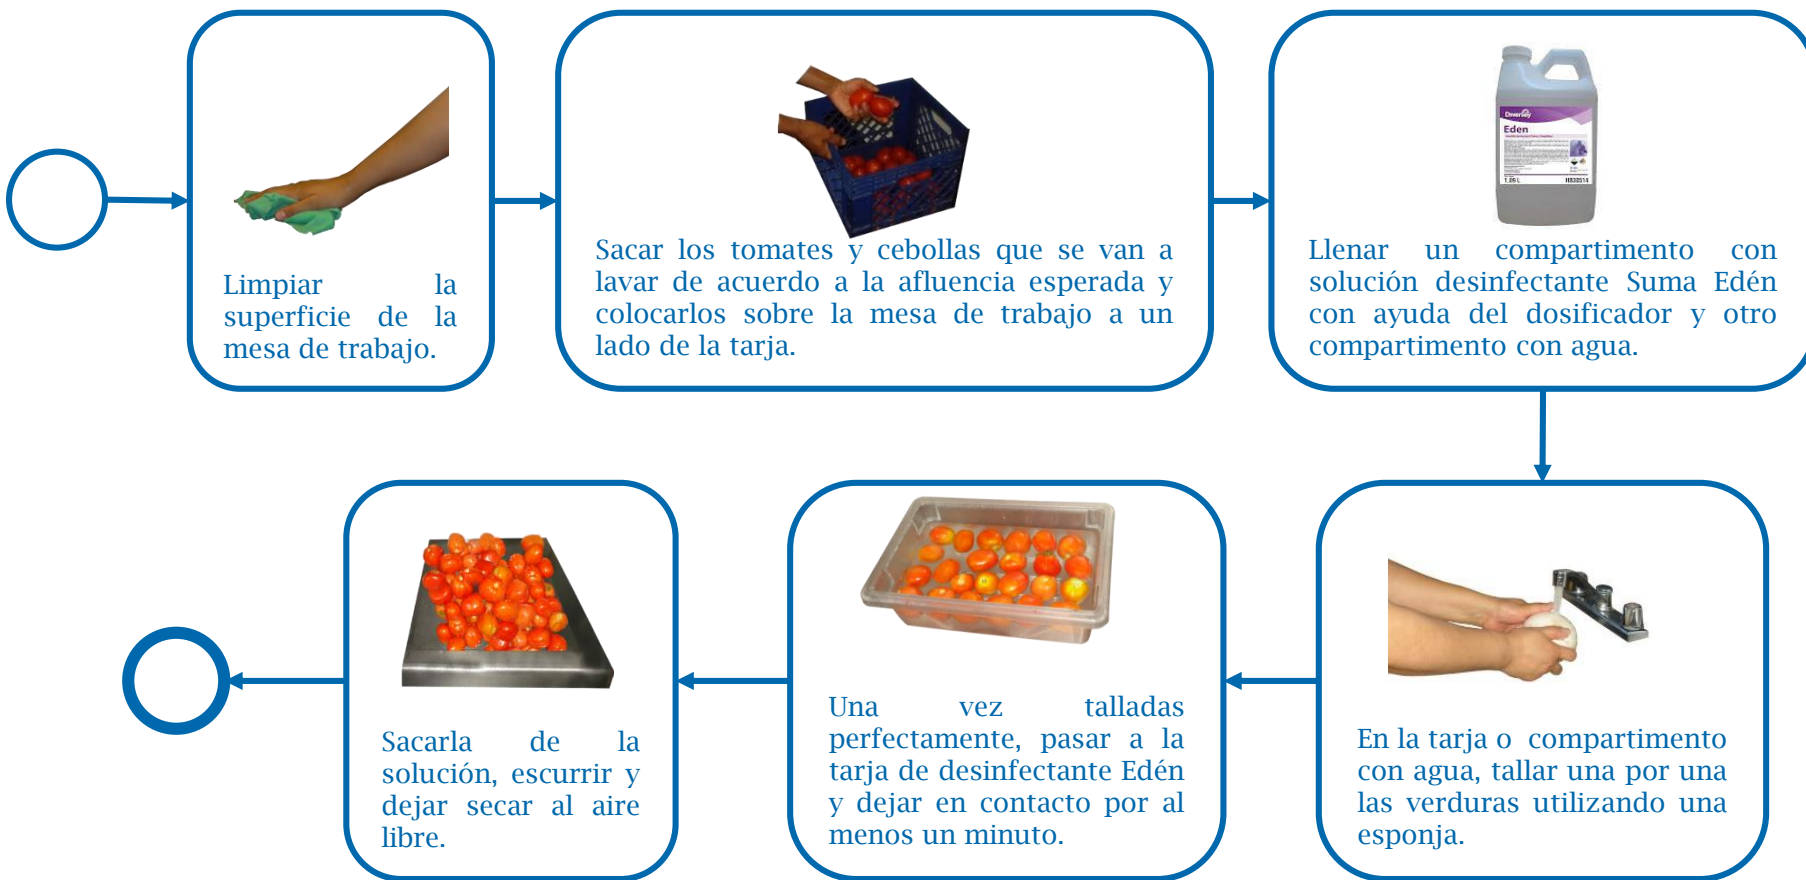 Limpiar la
superficie de la
mesa de trabajo.
Sacar los tomates y cebollas que se van a
lavar de acuerdo a la afluencia esperada y
colocarlos sobre la mesa de trabajo a un
lado de la tarja.
Diversey
Eden
1.89 L
Llenar un compartimento con
solución desinfectante Suma Edén
con ayuda del dosificador y otro
compartimento con agua.
En la tarja o compartimento
con agua, tallar una por una
las verduras utilizando una
esponja.
Una vez talladas
perfectamente, pasar a la
tarja de desinfectante Edén
y dejar en contacto por al
menos un minuto.
Sacarla de la
solución, escurrir y
dejar secar al aire
libre.